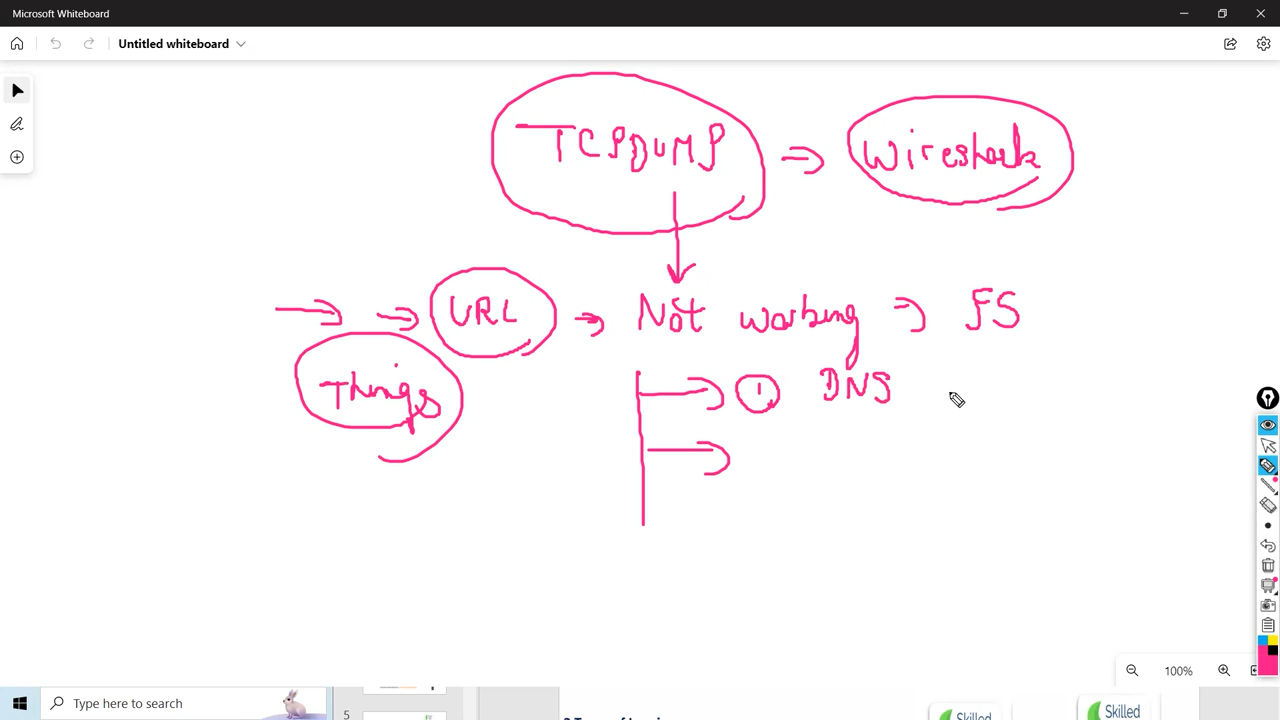 Microsoft Whiteboard
Untitled whiteboard
TCPDUMP
Wireshark
URL
Not working
FS
Things
1 DNS
100%
Type here to search
5
Skilled
Skilled